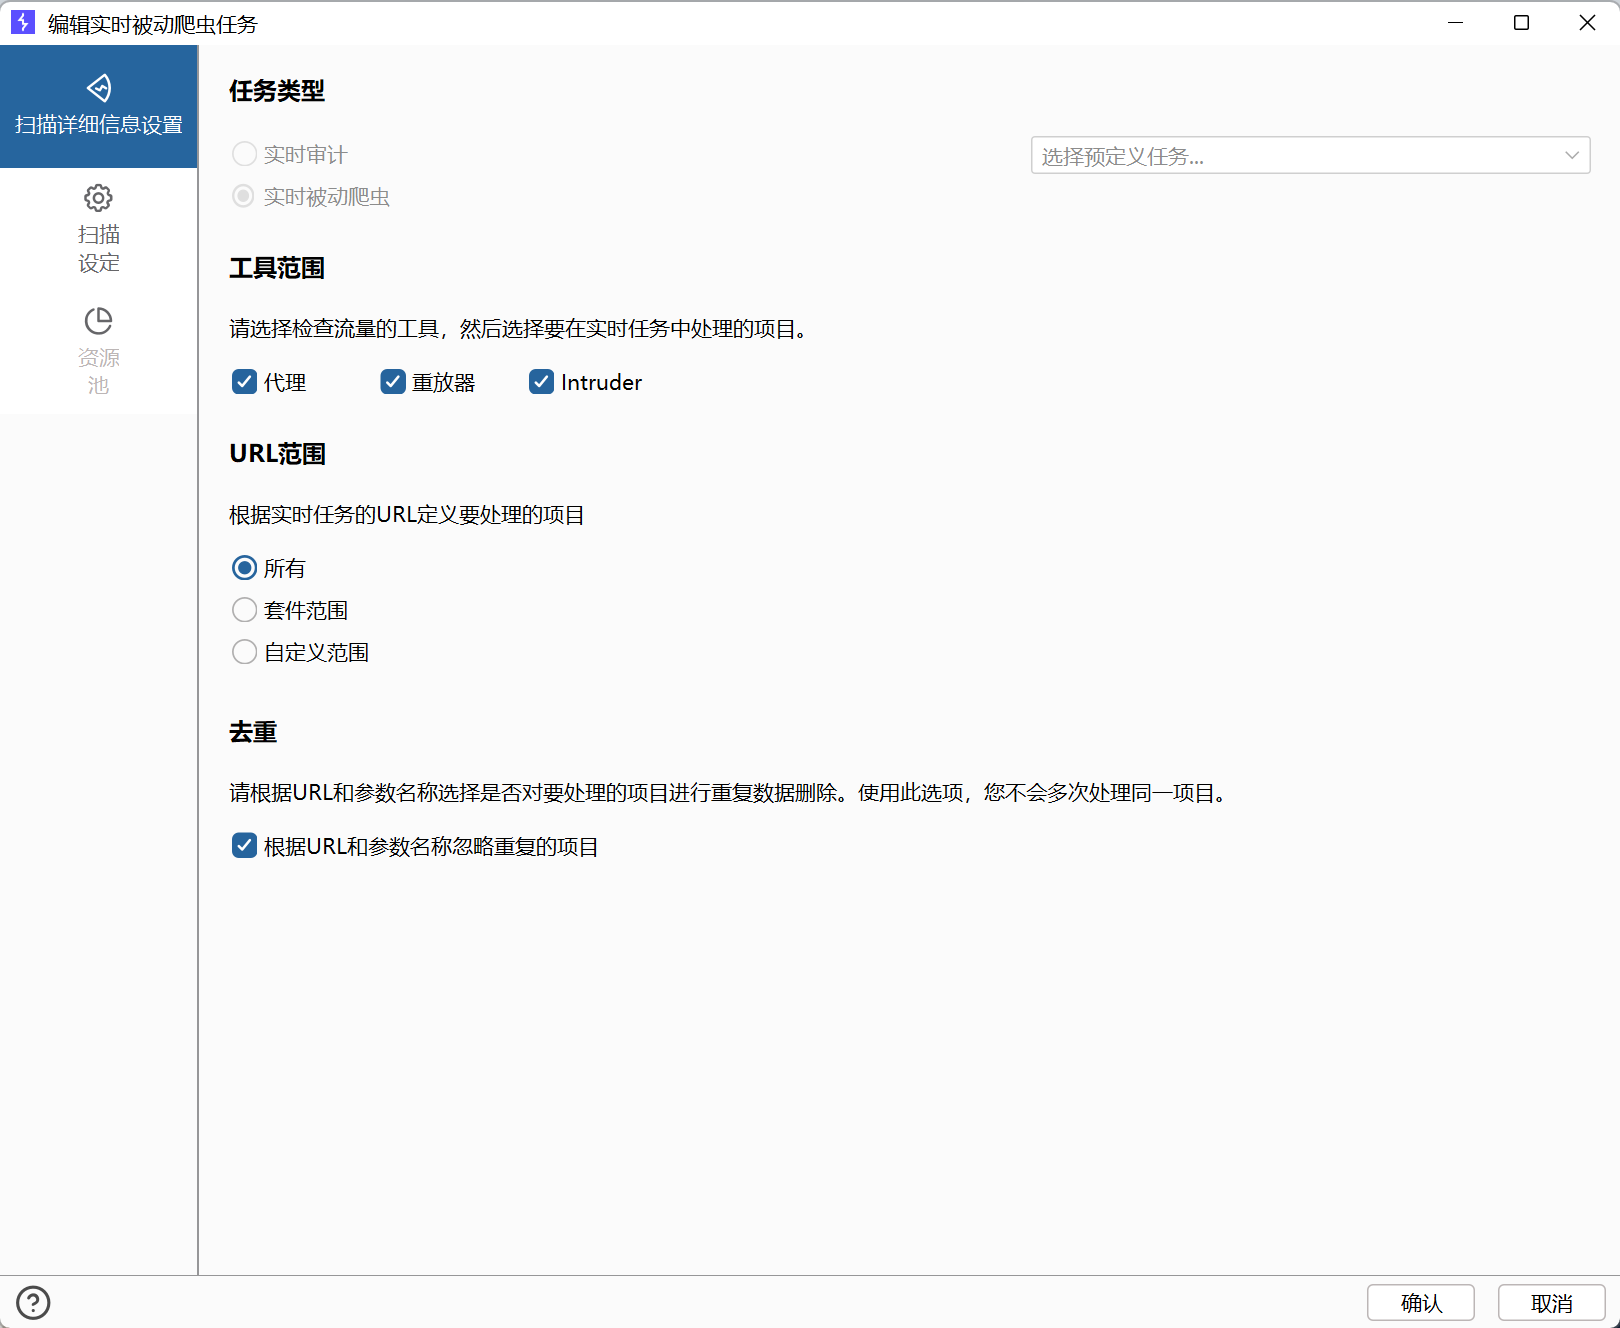 编辑实时被动爬虫任务
扫描详细信息设置
扫描
设定
资源
池
任务类型
实时审计
选择预定义任务...
实时被动爬虫
工具范围
请选择检查流量的工具，然后选择要在实时任务中处理的项目。
代理 重放器 Intruder
URL范围
根据实时任务的URL定义要处理的项目
所有
套件范围
自定义范围
去重
请根据URL和参数名称选择是否对要处理的项目进行重复数据删除。使用此选项，您不会多次处理同一项目。
根据URL和参数名称忽略重复的项目
确认 取消